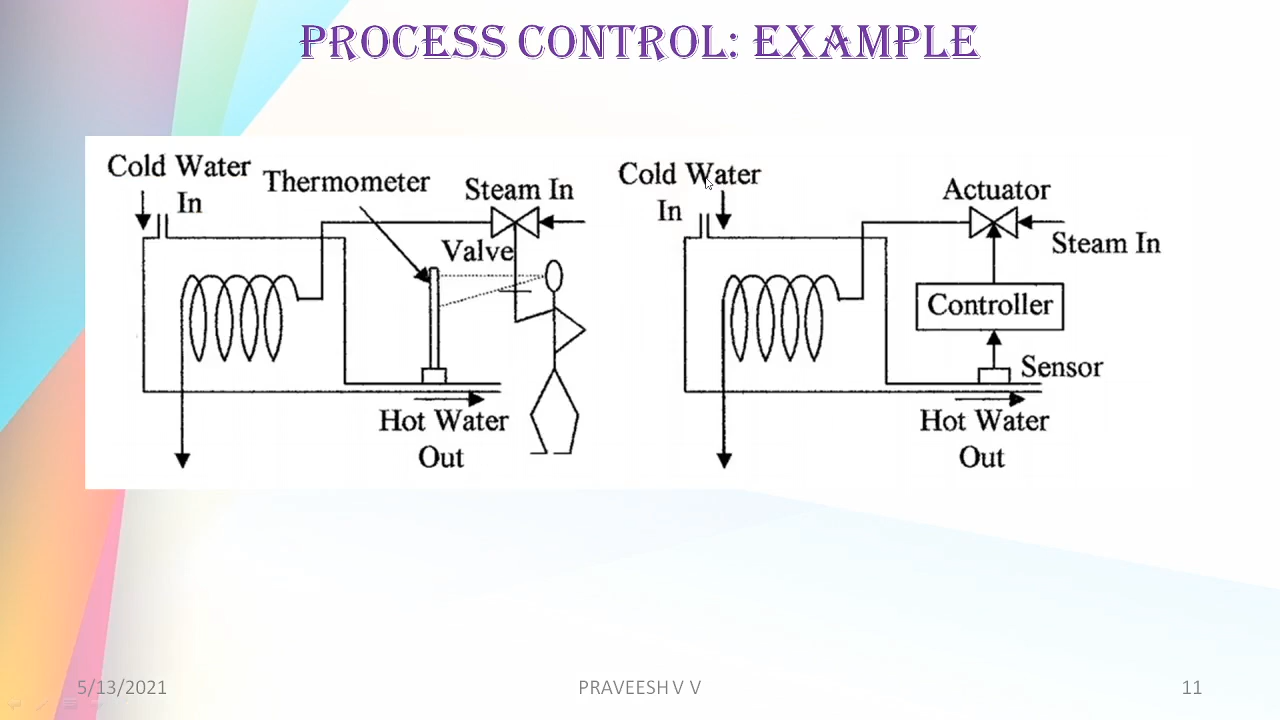 PROCESS CONTROL: EXAMPLE
Cold Water
In
Thermometer
Steam In
Valve
Hot Water
Out
Cold Water
In
Actuator
Steam In
Controller
Sensor
Hot Water
Out
5/13/2021
PRAVEESH V V
11